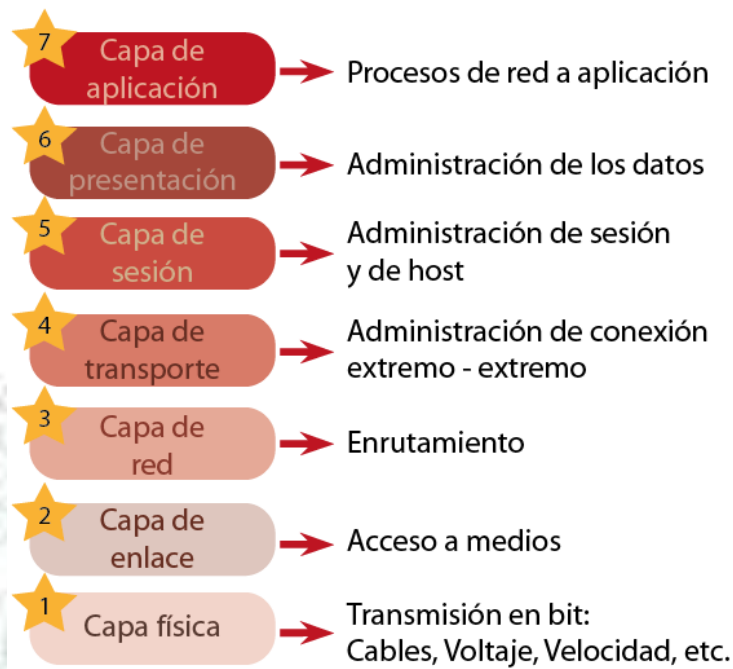 7
Capa de
aplicación
Procesos de red a aplicación
6
Capa de
presentación
Administración de los datos
5
Capa de
sesión
Administración de sesión
y de host
4
Capa de
transporte
Administración de conexión
extremo - extremo
3
Capa de
red
Enrutamiento
2
Capa de
enlace
Acceso a medios
1
Capa física
Transmisión en bit:
Cables, Voltaje, Velocidad, etc.